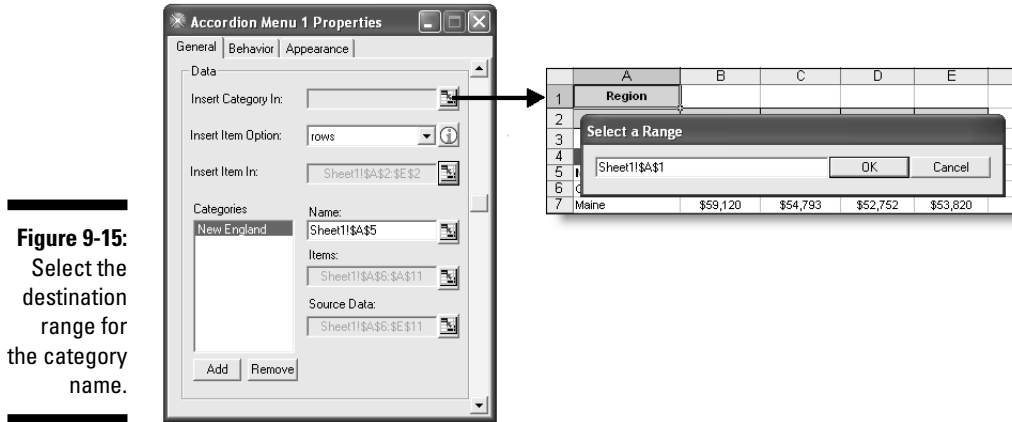 Accordion Menu 1 Properties
General Behavior Appearance
Data
Insert Category In:
Insert Item Option: rows
Insert Item In: Sheet1!$A$2:$E$2
Categories
New England
Name:
Sheet1!$A$5
Items:
Sheet1!$A$6:$A$11
Source Data:
Sheet1!$A$6:$E$11
Add Remove
A B C D E
1 Region
2
3
4
5
6
7 Maine $59,120 $54,793 $52,752 $53,820
Select a Range
Sheet1!$A$1 OK Cancel
Figure 9-15:
Select the
destination
range for
the category
name.